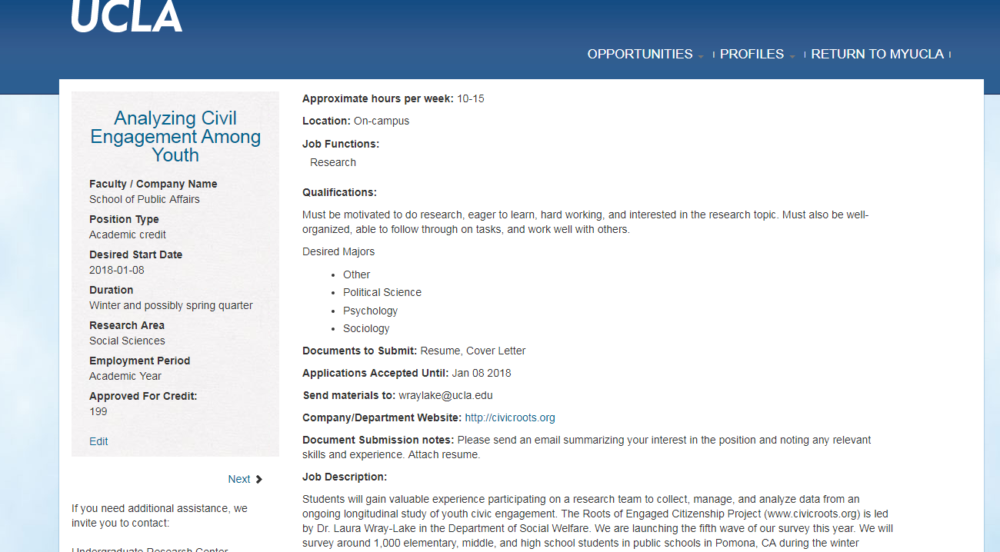 UCLA
OPPORTUNITIES PROFILES RETURN TO MYUCLA
Analyzing Civil
Engagement Among
Youth
Faculty / Company Name
School of Public Affairs
Position Type
Academic credit
Desired Start Date
2018-01-08
Duration
Winter and possibly spring quarter
Research Area
Social Sciences
Employment Period
Academic Year
Approved For Credit:
199
Edit
Next
If you need additional assistance, we
invite you to contact:
Undergraduate Research Center
Approximate hours per week: 10-15
Location: On-campus
Job Functions:
Research
Qualifications:
Must be motivated to do research, eager to learn, hard working, and interested in the research topic. Must also be well-
organized, able to follow through on tasks, and work well with others.
Desired Majors
• Other
• Political Science
• Psychology
• Sociology
Documents to Submit: Resume, Cover Letter
Applications Accepted Until: Jan 08 2018
Send materials to: wraylake@ucla.edu
Company/Department Website: http://civicroots.org
Document Submission notes: Please send an email summarizing your interest in the position and noting any relevant
skills and experience. Attach resume.
Job Description:
Students will gain valuable experience participating on a research team to collect, manage, and analyze data from an
ongoing longitudinal study of youth civic engagement. The Roots of Engaged Citizenship Project (www.civicroots.org) is led
by Dr. Laura Wray-Lake in the Department of Social Welfare. We are launching the fifth wave of our survey this year. We will
survey around 1,000 elementary, middle, and high school students in public schools in Pomona, CA during the winter